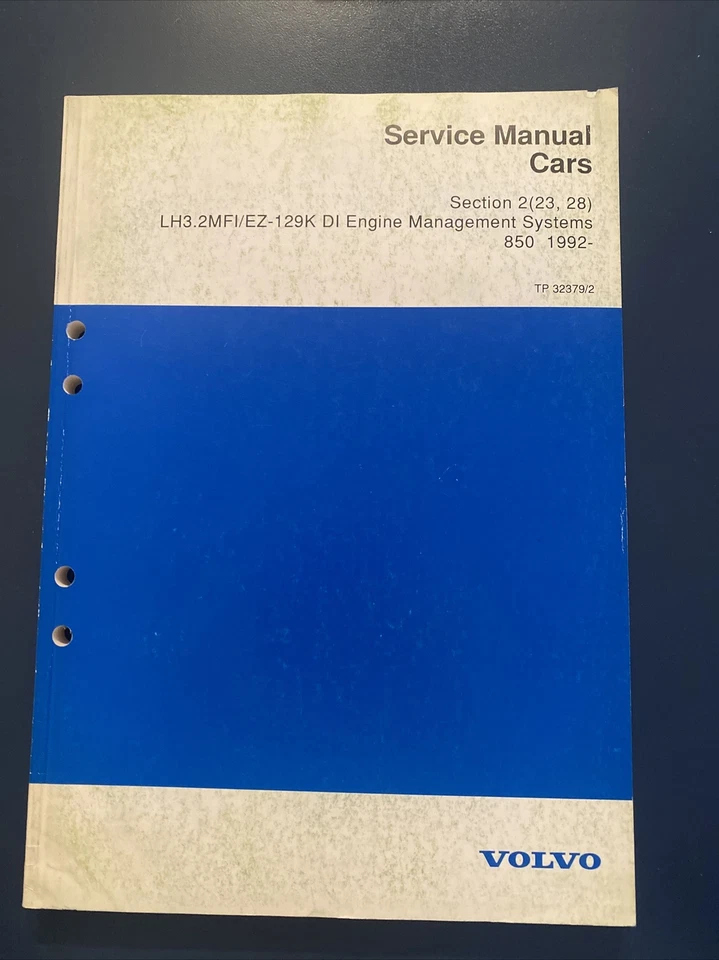 Service Manual
Cars
Section 2(23, 28)
LH3.2MFI/EZ-129K DI Engine Management Systems
850 1992-
TP 32379/2
VOLVO